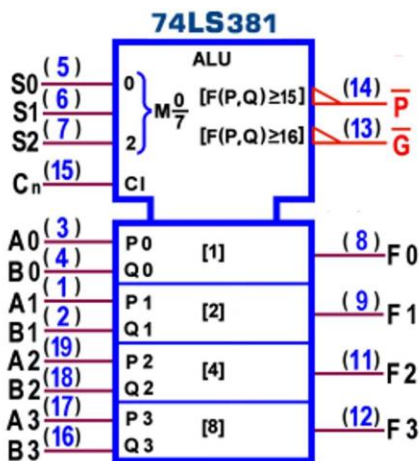 74LS381
ALU
S0 (5) 0 [F(P,Q)≥15] (14) P̅
S1 (6) M 0/7
S2 (7) 2 [F(P,Q)≥16] (13) G̅
Cn (15) CI
A0 (3) P0 [1] (8) F0
B0 (4) Q0
A1 (1) P1 [2] (9) F1
B1 (2) Q1
A2 (19) P2 [4] (11) F2
B2 (18) Q2
A3 (17) P3 [8] (12) F3
B3 (16) Q3